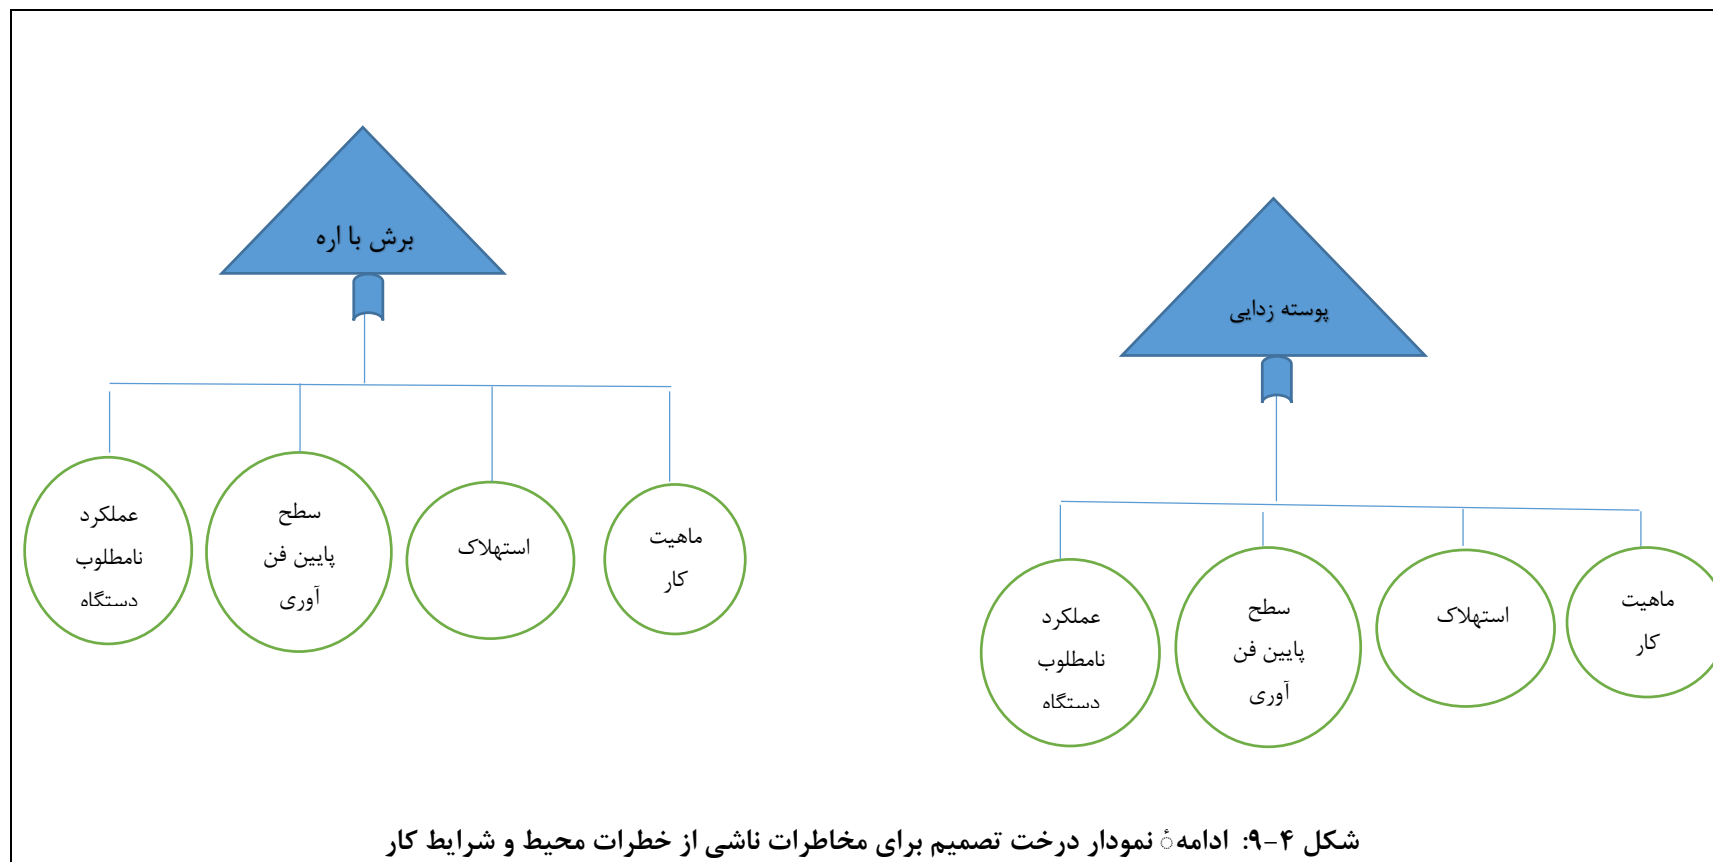 برش با اره
پوسته زدایی
ماهیت
کار
استهلاک
سطح
پایین فن
آوری
عملکرد
نامطلوب
دستگاه
ماهیت
کار
استهلاک
سطح
پایین فن
آوری
عملکرد
نامطلوب
دستگاه
شکل ۴-۹: ادامهٔ نمودار درخت تصمیم برای مخاطرات ناشی از خطرات محیط و شرایط کار